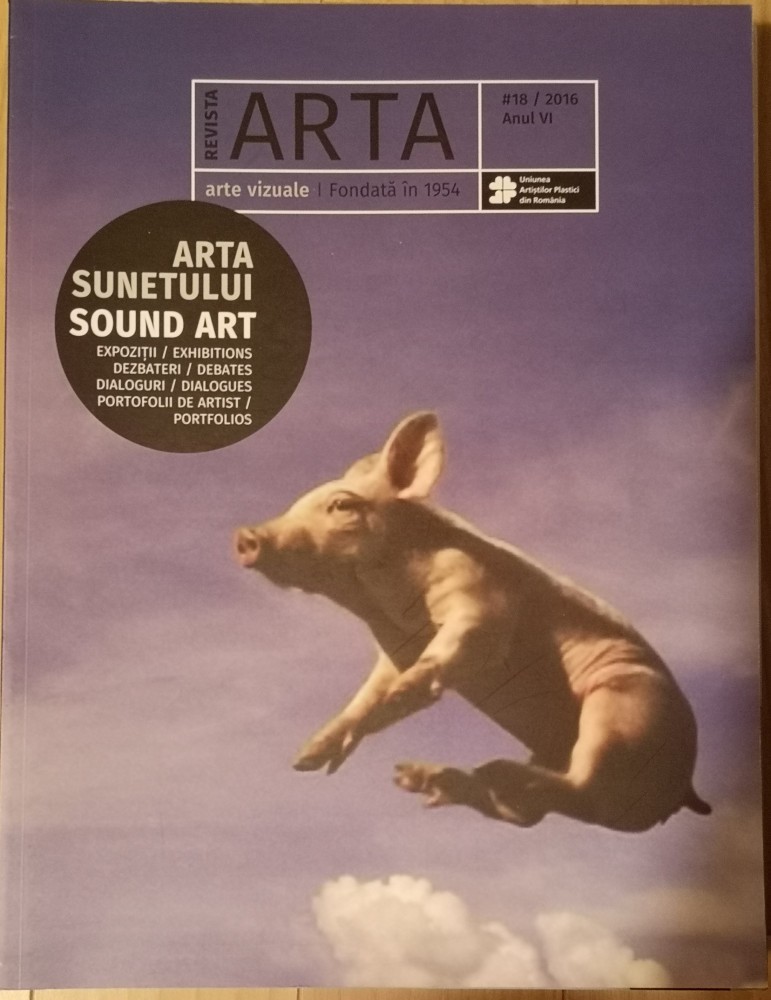 REVISTA
ARTA
#18 / 2016
Anul VI
arte vizuale | Fondată în 1954
Uniunea
Artiștilor Plastici
din România
ARTA
SUNETULUI
SOUND ART
EXPOZIȚII / EXHIBITIONS
DEZBATERI / DEBATES
DIALOGURI / DIALOGUES
PORTOFOLII DE ARTIST /
PORTFOLIOS